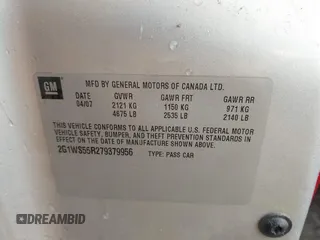 GM
MFD BY GENERAL MOTORS OF CANADA LTD.
DATE GVWR GAWR FRT GAWR RR
04/07 2121 KG 1150 KG 971 KG
4675 LB 2535 LB 2140 LB
THIS VEHICLE CONFORMS TO ALL APPLICABLE U.S. FEDERAL MOTOR
VEHICLE SAFETY, BUMPER, AND THEFT PREVENTION STANDARDS
IN EFFECT ON THE DATE OF MANUFACTURE SHOWN ABOVE.
2G1WS55R279379956 TYPE: PASS CAR
DREAMBID